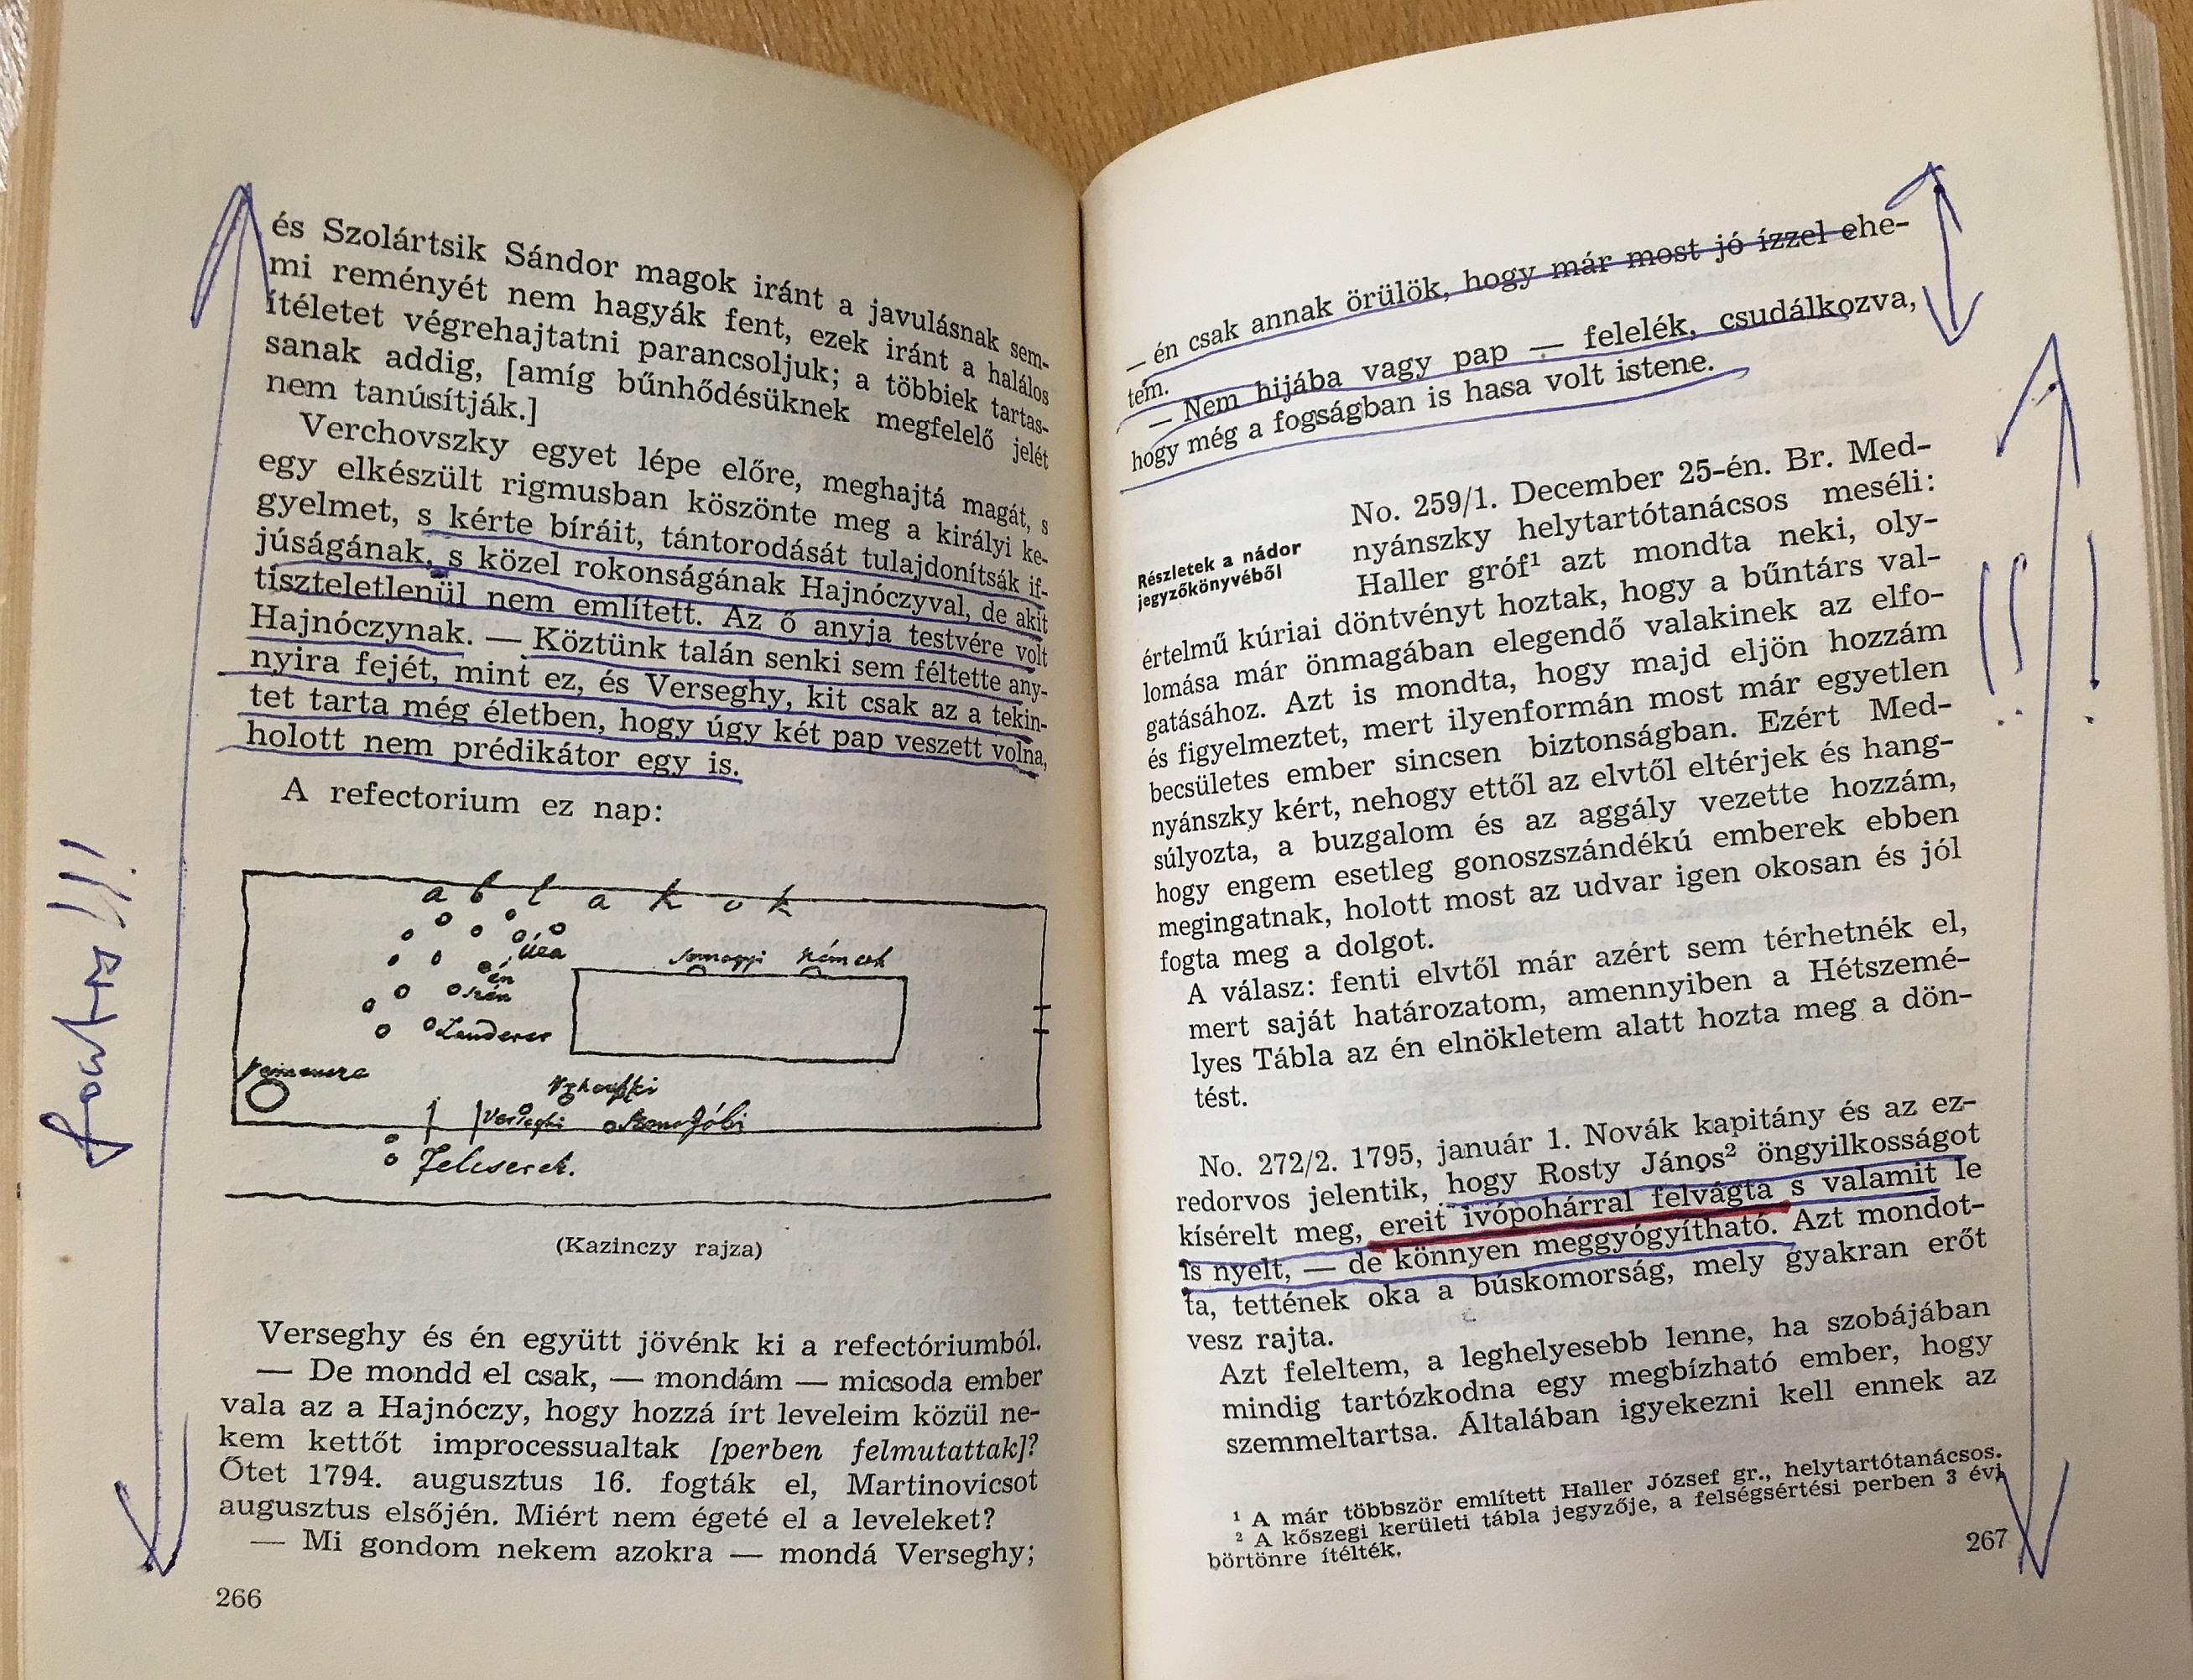 és Szolártsik Sándor magok iránt a javulásnak sem-
mi reményét nem hagyák fent, ezek iránt a halálos
ítéletet végrehajtatni parancsoljuk; a többiek tartas-
sanak addig, [amíg bűnhődésüknek megfelelő jelét
nem tanúsítják.]
Verchovszky egyet lépe előre, meghajtá magát, s
egy elkészült rigmusban köszönte meg a királyi ke-
gyelmet, s kérte bíráit, tántorodását tulajdonítsák if-
júságának, s közel rokonságának Hajnóczyval, de akit
tiszteletlenül nem említett. Az ő anyja testvére volt
Hajnóczynak. — Köztünk talán senki sem féltette any-
nyira fejét, mint ez, és Verseghy, kit csak az a tekin-
tet tarta még életben, hogy úgy két pap veszett volna,
holott nem prédikátor egy is.
A refectorium ez nap:
fontos!!!
ablakok
Uza
én
Szén
Landerer
Somogyi Német
kemencze
Verseghi
Szmethóbi
Felcserek.
(Kazinczy rajza)
Verseghy és én együtt jövénk ki a refectóriumból.
— De mondd el csak, — mondám — micsoda ember
vala az a Hajnóczy, hogy hozzá írt leveleim közül ne-
kem kettőt improcessualtak [perben felmutattak]?
Őtet 1794. augusztus 16. fogták el, Martinovicsot
augusztus elsőjén. Miért nem égeté el a leveleket?
— Mi gondom nekem azokra — mondá Verseghy;
266
— én csak annak örülök, hogy már most jó ízzel ehe-
tem.
— Nem hijába vagy pap — felelék, csudálkozva,
hogy még a fogságban is hasa volt istene.
Részletek a nádor
jegyzőkönyvéből
No. 259/1. December 25-én. Br. Med-
nyánszky helytartótanácsos meséli:
Haller gróf¹ azt mondta neki, oly-
értelmű kúriai döntvényt hoztak, hogy a bűntárs val-
lomása már önmagában elegendő valakinek az elfo-
gatásához. Azt is mondta, hogy majd eljön hozzám
és figyelmeztet, mert ilyenformán most már egyetlen
becsületes ember sincsen biztonságban. Ezért Med-
nyánszky kért, nehogy ettől az elvtől eltérjek és hang-
súlyozta, a buzgalom és az aggály vezette hozzám,
hogy engem esetleg gonoszszándékú emberek ebben
megingatnak, holott most az udvar igen okosan és jól
fogta meg a dolgot.
A válasz: fenti elvtől már azért sem térhetnék el,
mert saját határozatom, amennyiben a Hétszemé-
lyes Tábla az én elnökletem alatt hozta meg a dön-
tést.
No. 272/2. 1795, január 1. Novák kapitány és az ez-
redorvos jelentik, hogy Rosty János² öngyilkosságot
kísérelt meg, ereit ivópohárral felvágta s valamit le
is nyelt, — de könnyen meggyógyítható. Azt mondot-
ta, tettének oka a búskomorság, mely gyakran erőt
vesz rajta.
Azt feleltem, a leghelyesebb lenne, ha szobájában
mindig tartózkodna egy megbízható ember, hogy
szemmeltartsa. Általában igyekezni kell ennek az
¹ A már többször említett Haller József gr., helytartótanácsos.
² A kőszegi kerületi tábla jegyzője, a felségsértési perben 3 évi
börtönre ítélték.
267